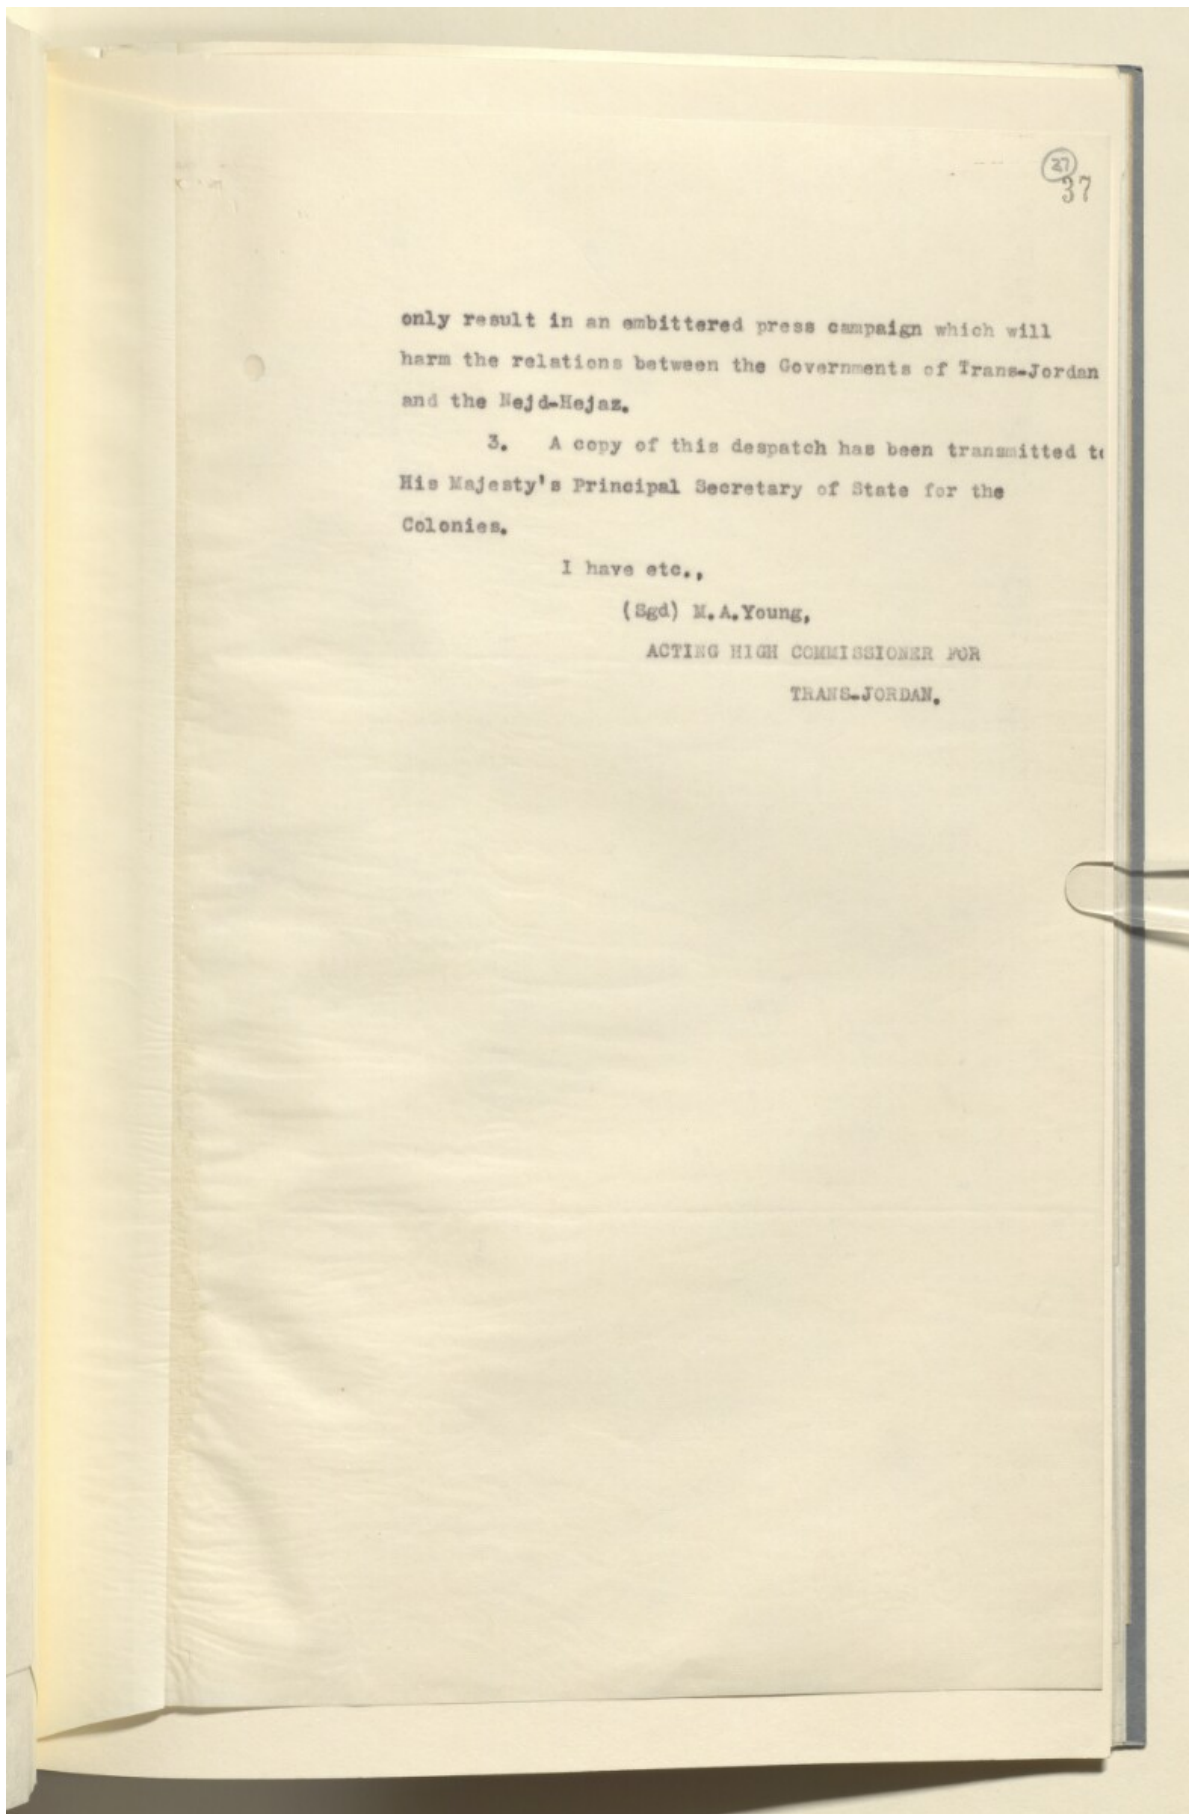 37
37
only result in an embittered press campaign which will
harm the relations between the Governments of Trans-Jordan
and the Nejd-Hejaz.
3. A copy of this despatch has been transmitted to
His Majesty's Principal Secretary of State for the
Colonies.
I have etc.,
(Sgd) M.A.Young,
ACTING HIGH COMMISSIONER FOR
TRANS-JORDAN.